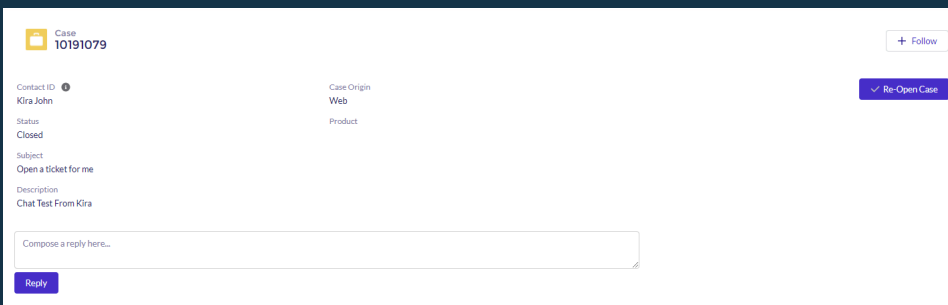 Case
10191079
+ Follow
Contact ID
Kira John
Case Origin
Web
Re-Open Case
Status
Closed
Product
Subject
Open a ticket for me
Description
Chat Test From Kira
Compose a reply here...
Reply